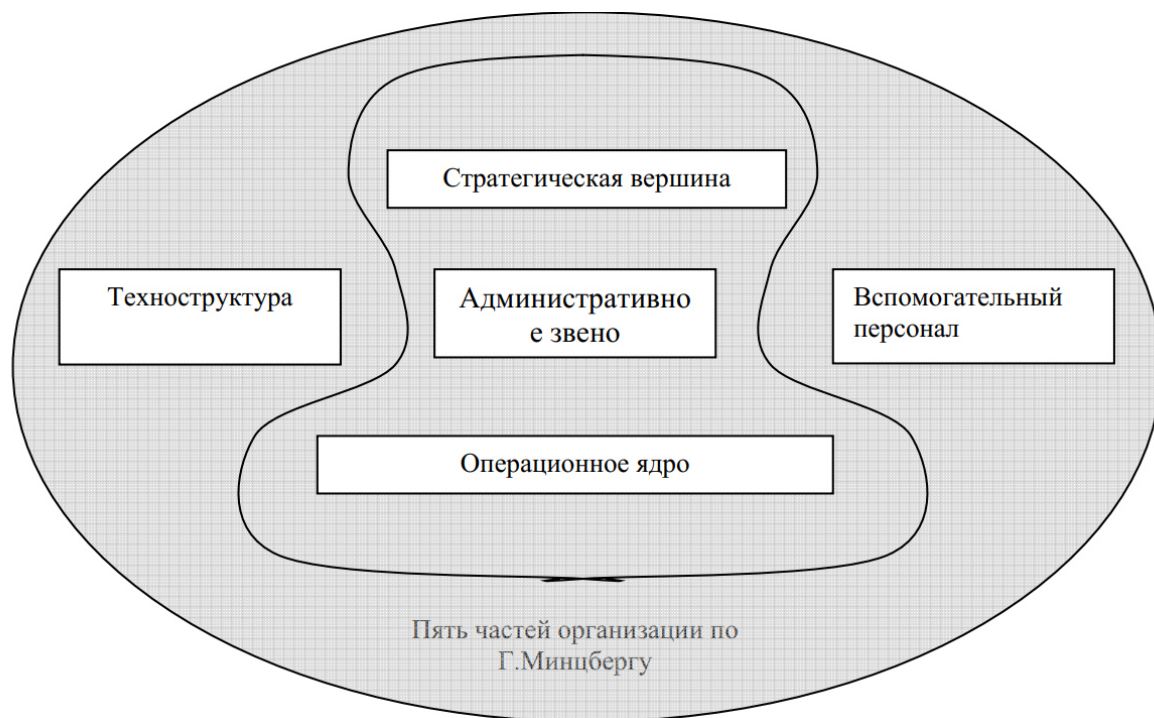 Стратегическая вершина
Техноструктура
Административно
е звено
Вспомогательный
персонал
Операционное ядро
Пять частей организации по
Г.Минцбергу